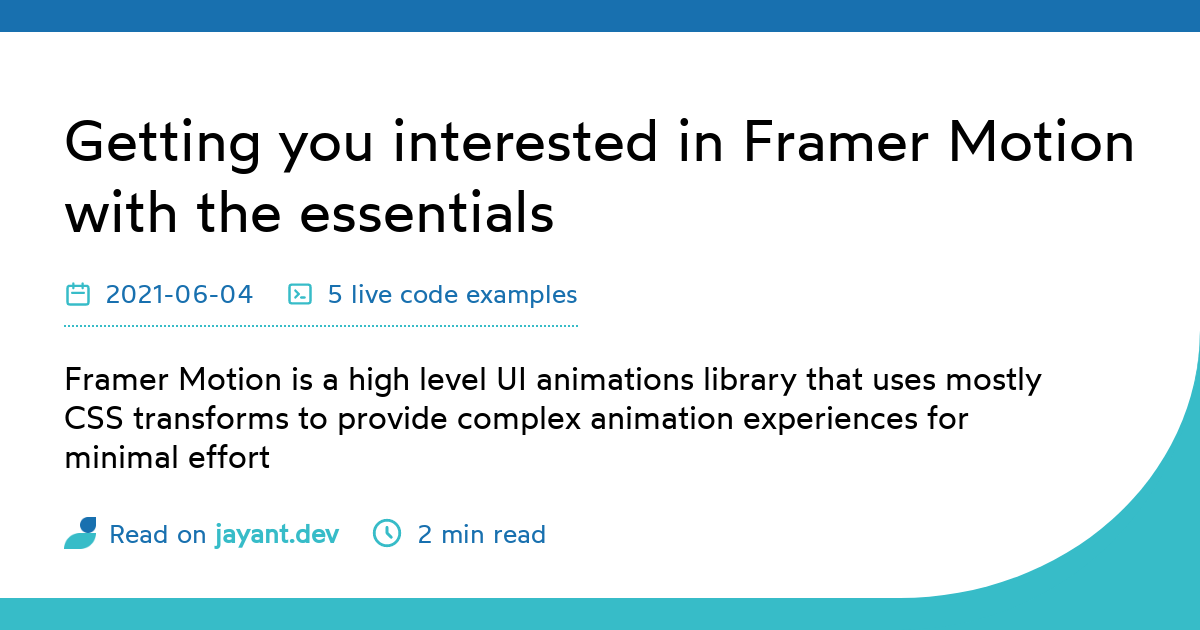 Getting you interested in Framer Motion
with the essentials
2021-06-04 5 live code examples
Framer Motion is a high level UI animations library that uses mostly
CSS transforms to provide complex animation experiences for
minimal effort
Read on jayant.dev 2 min read